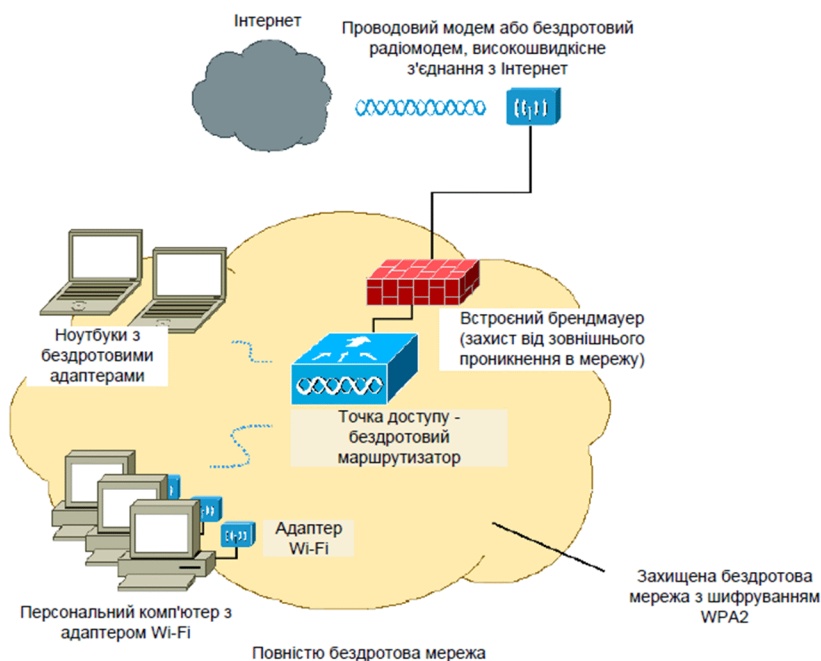 Інтернет
Проводовий модем або бездротовий
радіомодем, високошвидкісне
з'єднання з Інтернет
Ноутбуки з
бездротовими
адаптерами
Встроєний брендмауер
(захист від зовнішнього
проникнення в мережу)
Точка доступу -
бездротовий
маршрутизатор
Адаптер
Wi-Fi
Персональний комп'ютер з
адаптером Wi-Fi
Захищена бездротова
мережа з шифруванням
WPA2
Повністю бездротова мережа